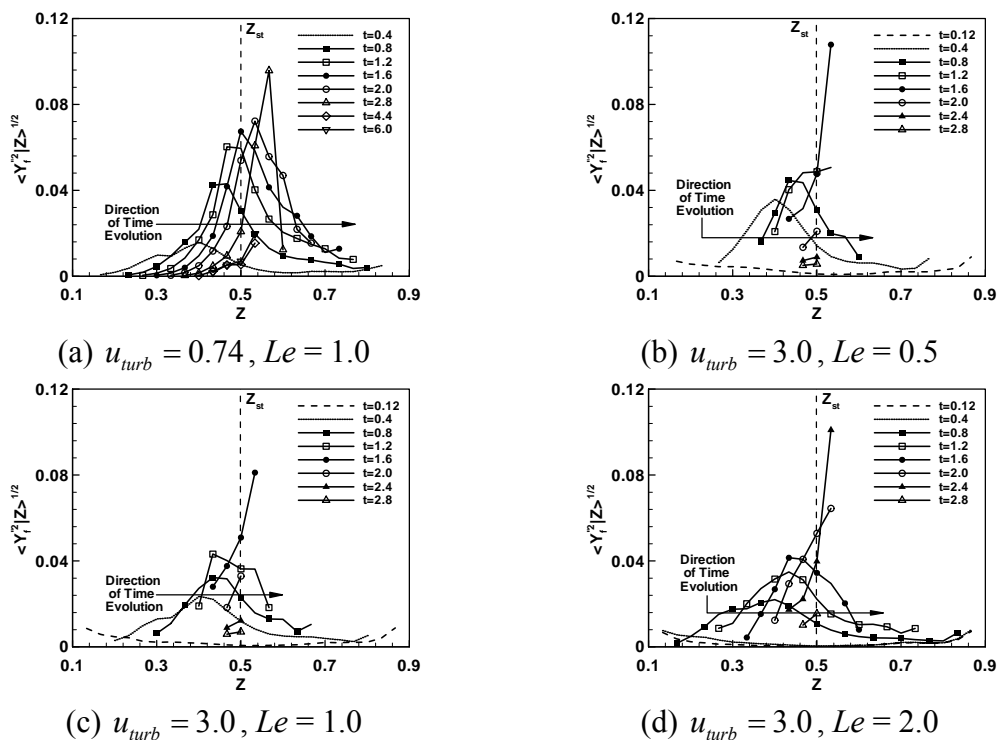 0.12
0.08
0.04
0
<Y"f²|Z>1/2
Zst
t=0.4
t=0.8
t=1.2
t=1.6
t=2.0
t=2.8
t=4.4
t=6.0
Direction
of Time
Evolution
0.1 0.3 0.5 0.7 0.9
Z
(a) u_turb = 0.74, Le = 1.0
0.12
0.08
0.04
0
<Y"f²|Z>1/2
Zst
t=0.12
t=0.4
t=0.8
t=1.2
t=1.6
t=2.0
t=2.4
t=2.8
Direction
of Time
Evolution
0.1 0.3 0.5 0.7 0.9
Z
(b) u_turb = 3.0, Le = 0.5
0.12
0.08
0.04
0
<Y"f²|Z>1/2
Zst
t=0.12
t=0.4
t=0.8
t=1.2
t=1.6
t=2.0
t=2.4
t=2.8
Direction
of Time
Evolution
0.1 0.3 0.5 0.7 0.9
Z
(c) u_turb = 3.0, Le = 1.0
0.12
0.08
0.04
0
<Y"f²|Z>1/2
Zst
t=0.12
t=0.4
t=0.8
t=1.2
t=1.6
t=2.0
t=2.4
t=2.8
Direction
of Time
Evolution
0.1 0.3 0.5 0.7 0.9
Z
(d) u_turb = 3.0, Le = 2.0